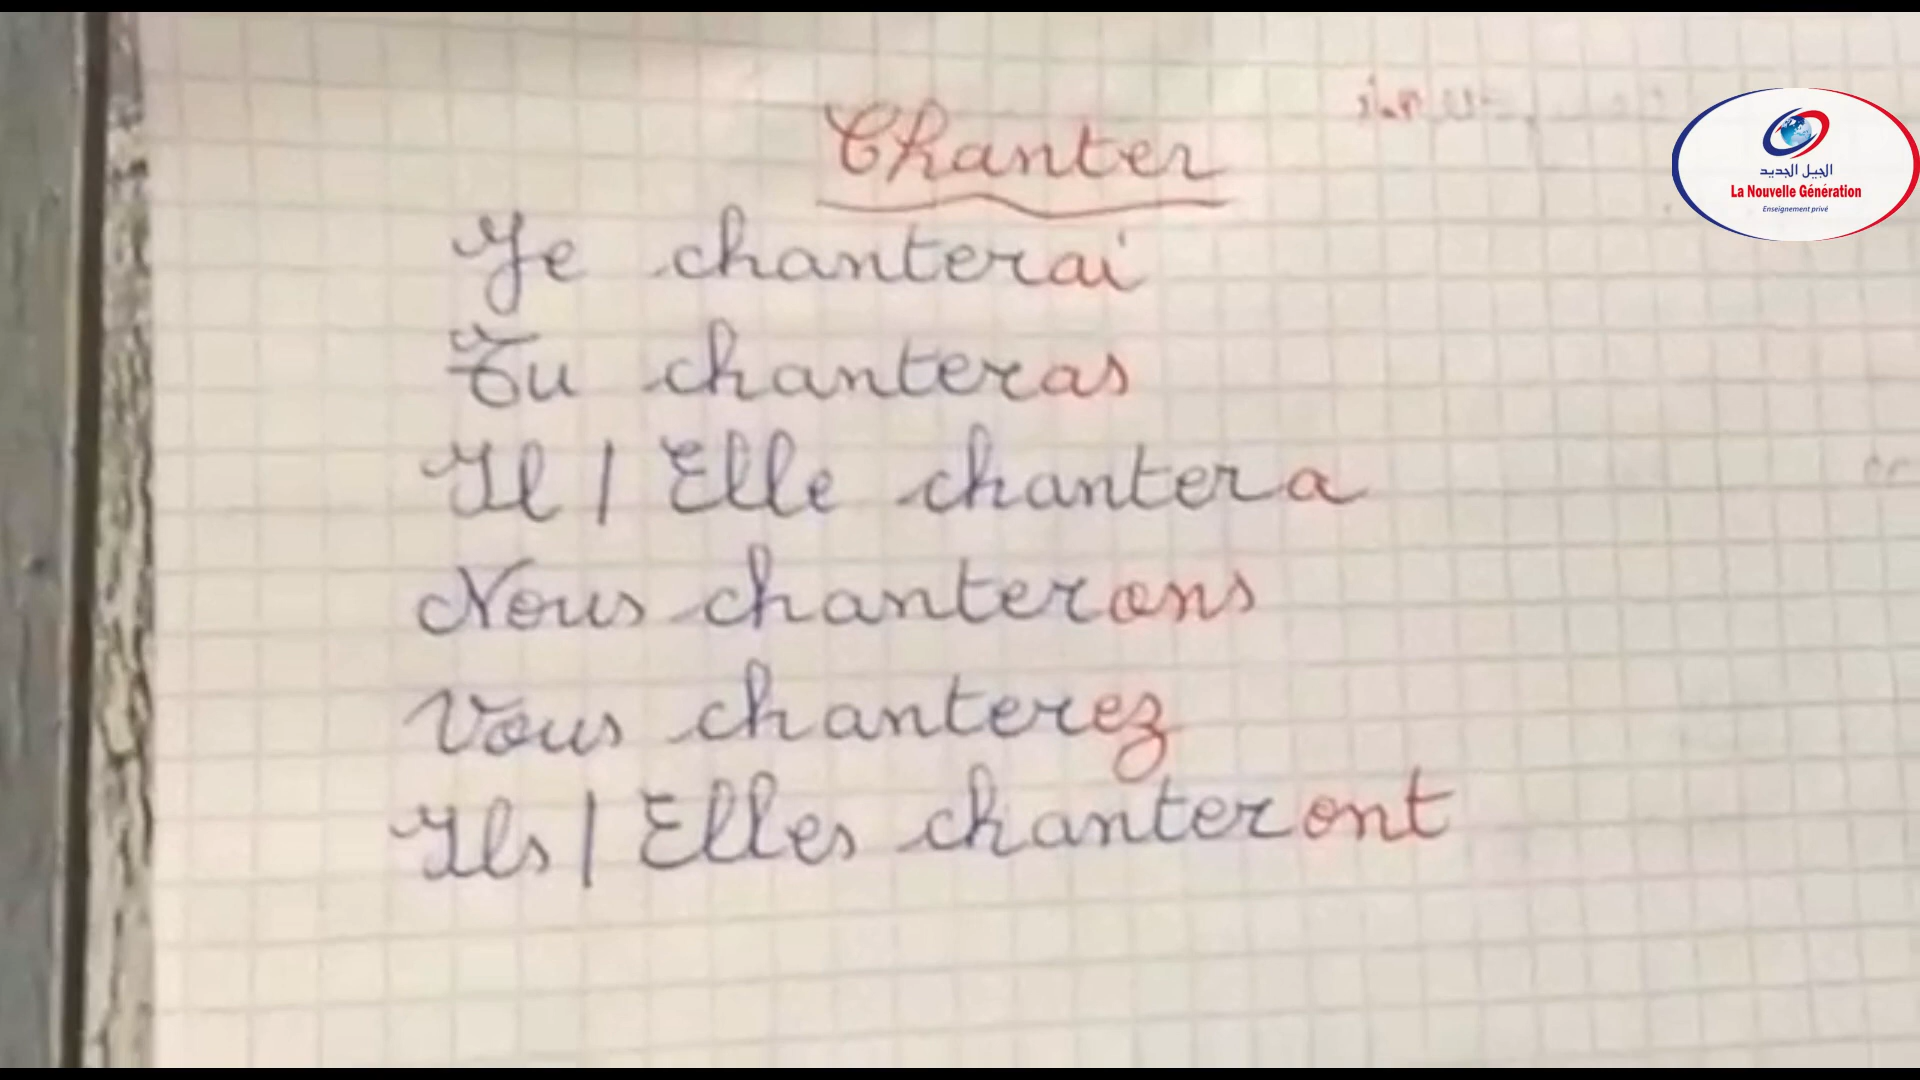 Chanter
Je chanterai
Tu chanteras
Il / Elle chantera
Nous chanterons
Vous chanterez
Ils / Elles chanteront
الجيل الجديد
La Nouvelle Génération
Enseignement privé